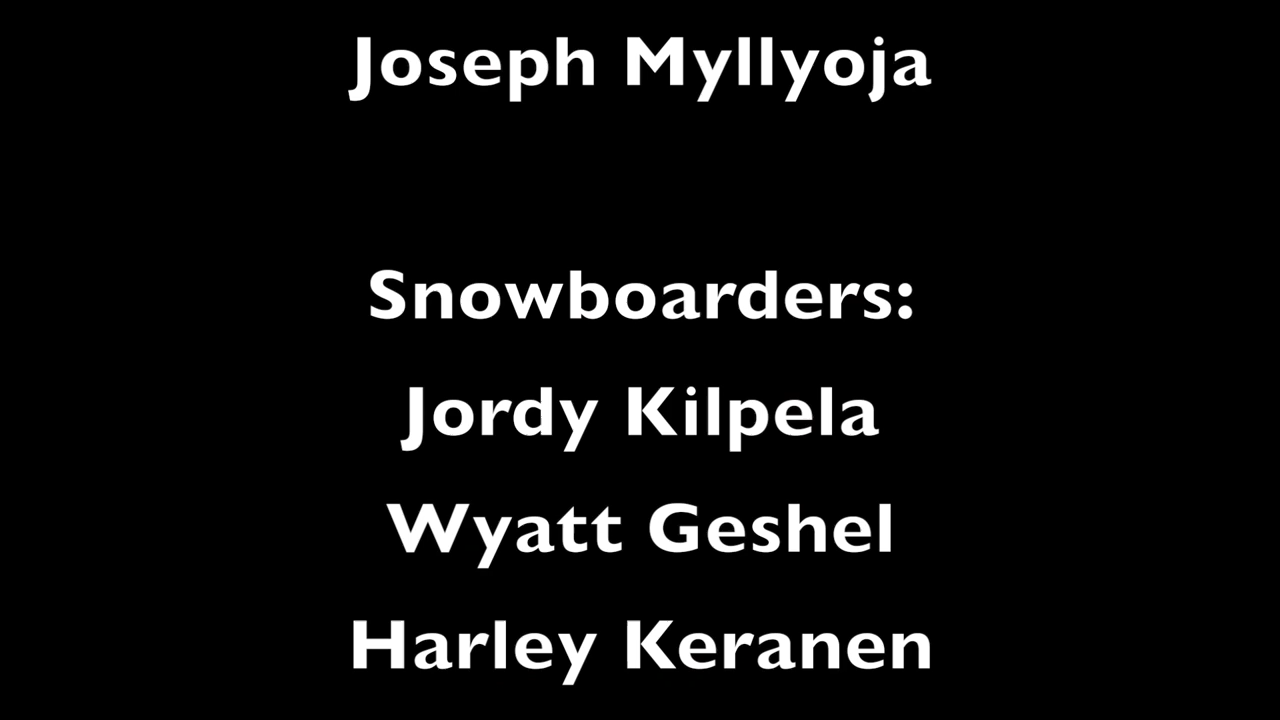 Joseph Myllyoja
Snowboarders:
Jordy Kilpela
Wyatt Geshel
Harley Keranen